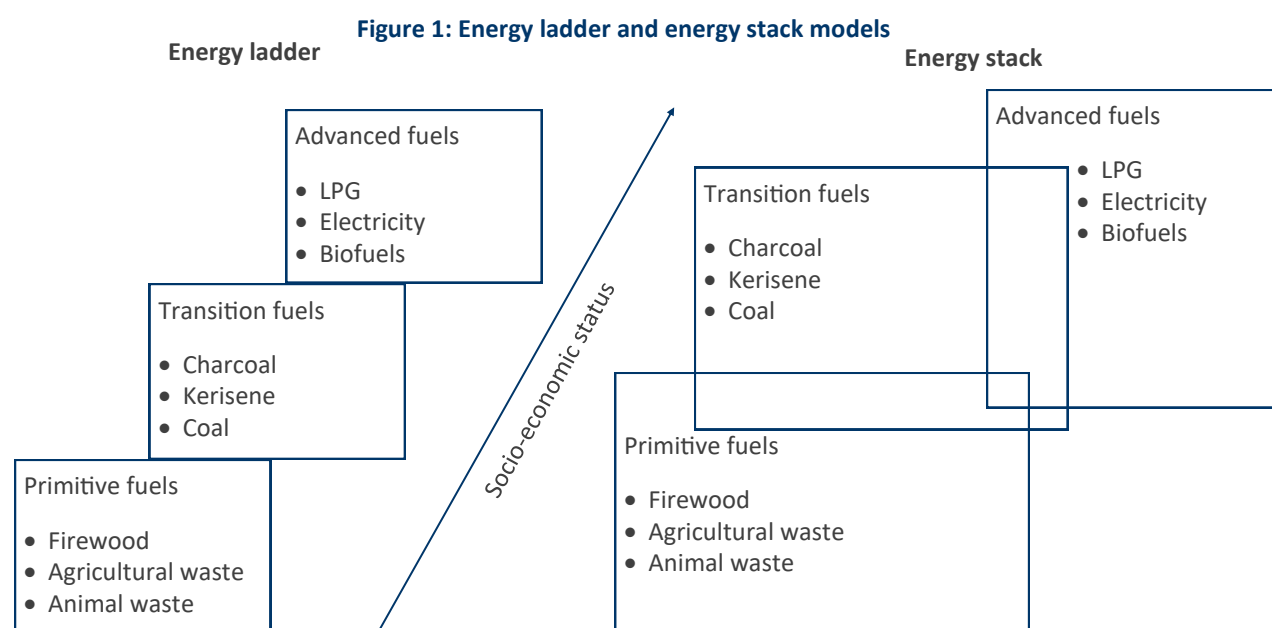 Figure 1: Energy ladder and energy stack models
Energy ladder
Advanced fuels
• LPG
• Electricity
• Biofuels
Transition fuels
• Charcoal
• Kerisene
• Coal
Primitive fuels
• Firewood
• Agricultural waste
• Animal waste
Socio-economic status
Energy stack
Advanced fuels
• LPG
• Electricity
• Biofuels
Transition fuels
• Charcoal
• Kerisene
• Coal
Primitive fuels
• Firewood
• Agricultural waste
• Animal waste